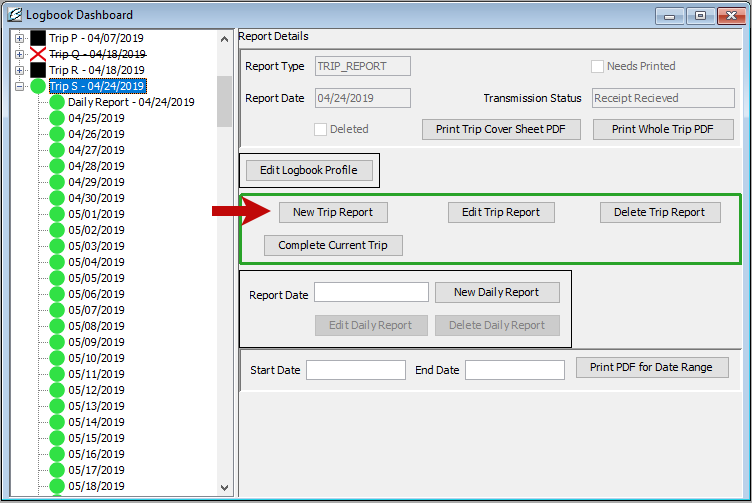 Logbook Dashboard
Trip P - 04/07/2019
Trip Q - 04/18/2019
Trip R - 04/18/2019
Trip S - 04/24/2019
Daily Report - 04/24/2019
04/25/2019
04/26/2019
04/27/2019
04/28/2019
04/29/2019
04/30/2019
05/01/2019
05/02/2019
05/03/2019
05/04/2019
05/05/2019
05/06/2019
05/07/2019
05/08/2019
05/09/2019
05/10/2019
05/11/2019
05/12/2019
05/13/2019
05/14/2019
05/15/2019
05/16/2019
05/17/2019
05/18/2019
Report Details
Report Type TRIP_REPORT Needs Printed
Report Date 04/24/2019 Transmission Status Receipt Recieved
Deleted Print Trip Cover Sheet PDF Print Whole Trip PDF
Edit Logbook Profile
New Trip Report Edit Trip Report Delete Trip Report
Complete Current Trip
Report Date New Daily Report
Edit Daily Report Delete Daily Report
Start Date End Date Print PDF for Date Range